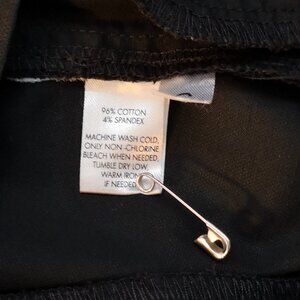 96% COTTON
4% SPANDEX
MACHINE WASH COLD,
ONLY NON-CHLORINE
BLEACH WHEN NEEDED,
TUMBLE DRY LOW,
WARM IRON
IF NEEDED